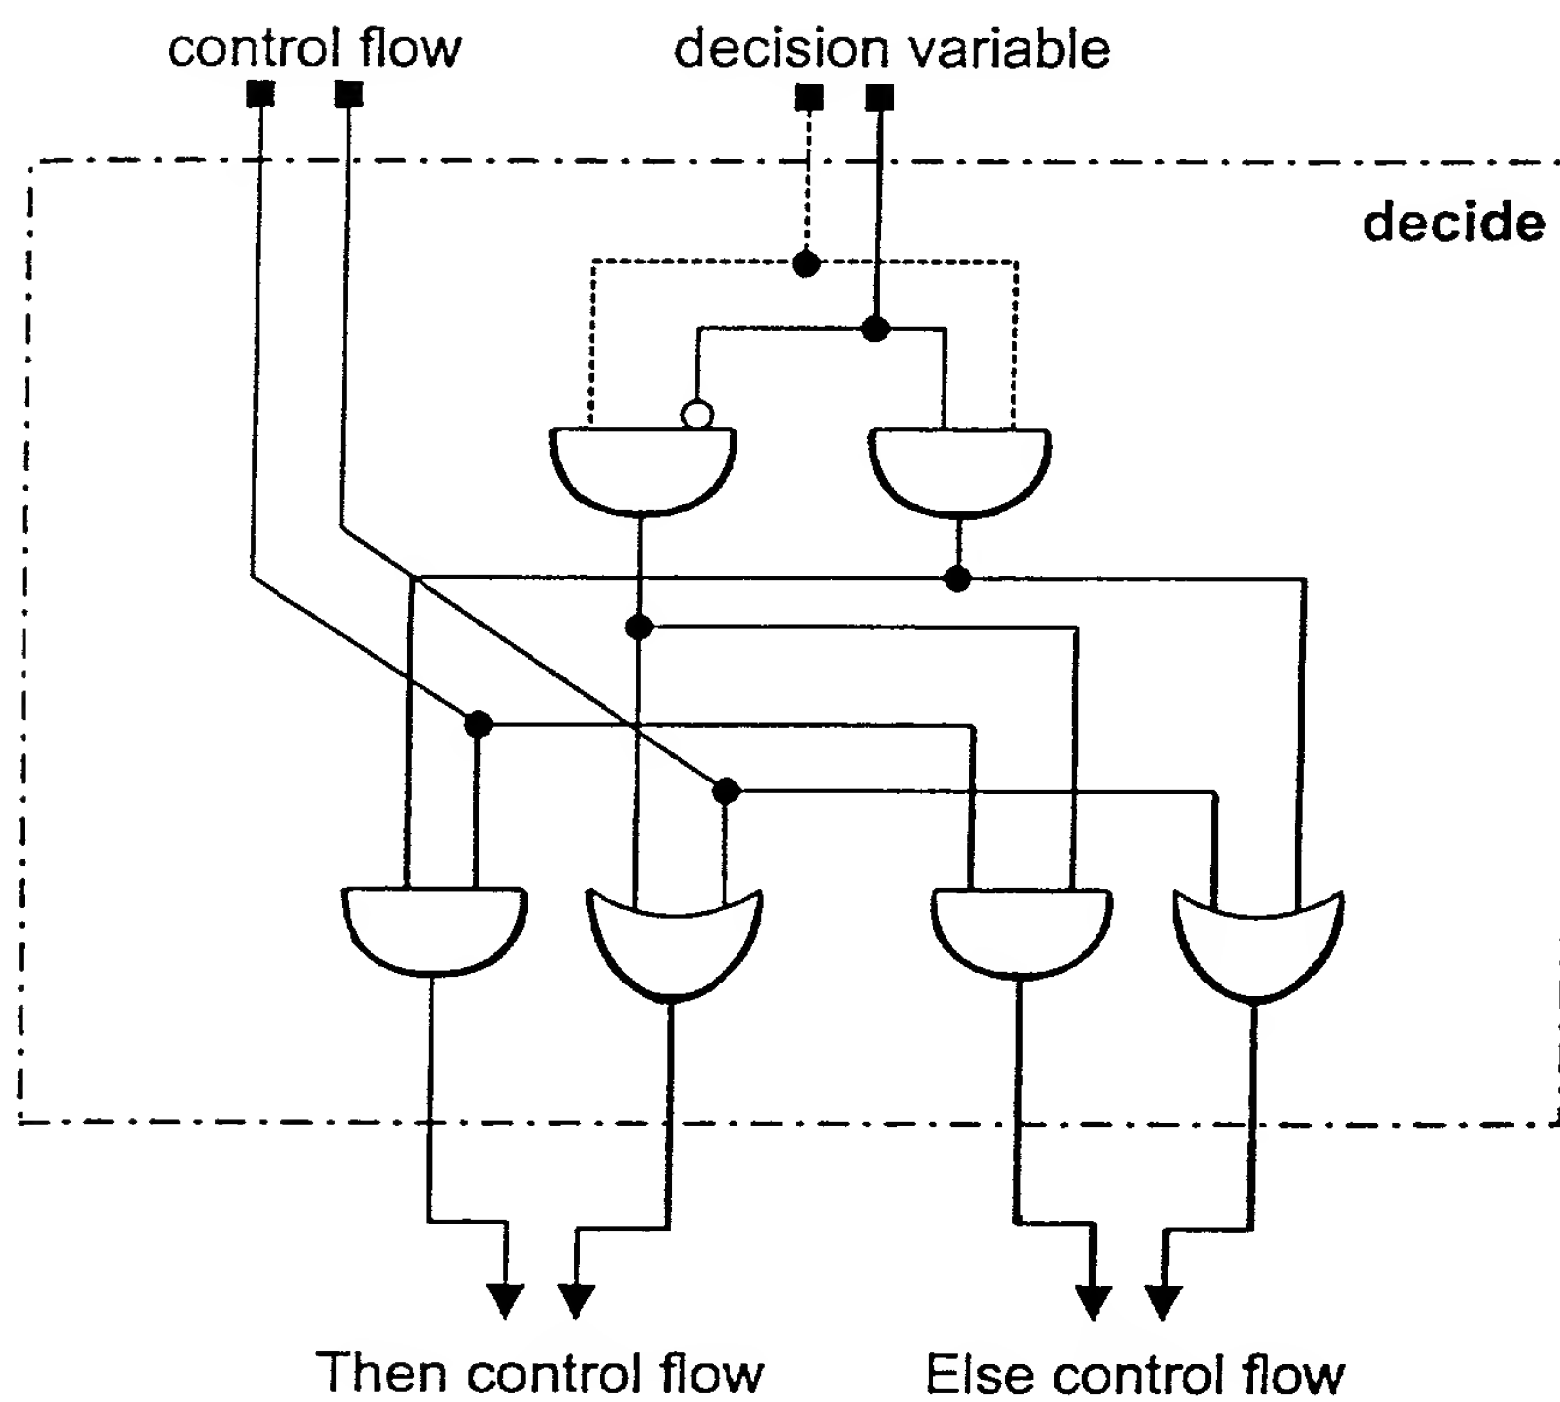 control flow
decision variable
decide
Then control flow
Else control flow